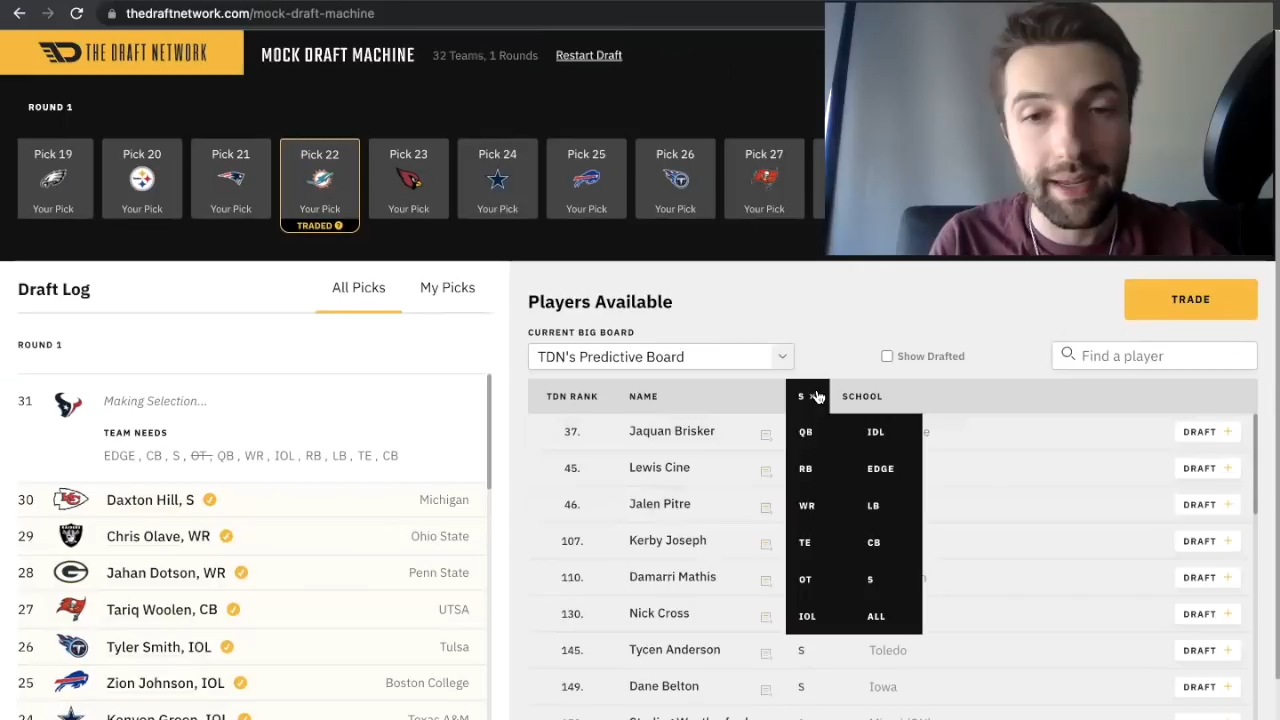 thedraftnetwork.com/mock-draft-machine
THE DRAFT NETWORK
MOCK DRAFT MACHINE
32 Teams, 1 Rounds
Restart Draft
ROUND 1
Pick 19
Pick 20
Pick 21
Pick 22
Pick 23
Pick 24
Pick 25
Pick 26
Pick 27
Your Pick
Your Pick
Your Pick
Your Pick
Your Pick
Your Pick
Your Pick
Your Pick
Your Pick
TRADED
Draft Log
All Picks
My Picks
ROUND 1
31
Making Selection...
TEAM NEEDS
EDGE , CB , S , OT , QB , WR , IOL , RB , LB , TE , CB
30 Daxton Hill, S Michigan
29 Chris Olave, WR Ohio State
28 Jahan Dotson, WR Penn State
27 Tariq Woolen, CB UTSA
26 Tyler Smith, IOL Tulsa
25 Zion Johnson, IOL Boston College
24 Kenyon Green, IOL Texas A&M
Players Available
TRADE
CURRENT BIG BOARD
TDN's Predictive Board
Show Drafted
Find a player
TDN RANK NAME S SCHOOL
37. Jaquan Brisker DRAFT +
45. Lewis Cine DRAFT +
46. Jalen Pitre DRAFT +
107. Kerby Joseph DRAFT +
110. Damarri Mathis DRAFT +
130. Nick Cross DRAFT +
145. Tycen Anderson S Toledo DRAFT +
149. Dane Belton S Iowa DRAFT +
QB IDL
RB EDGE
WR LB
TE CB
OT S
IOL ALL